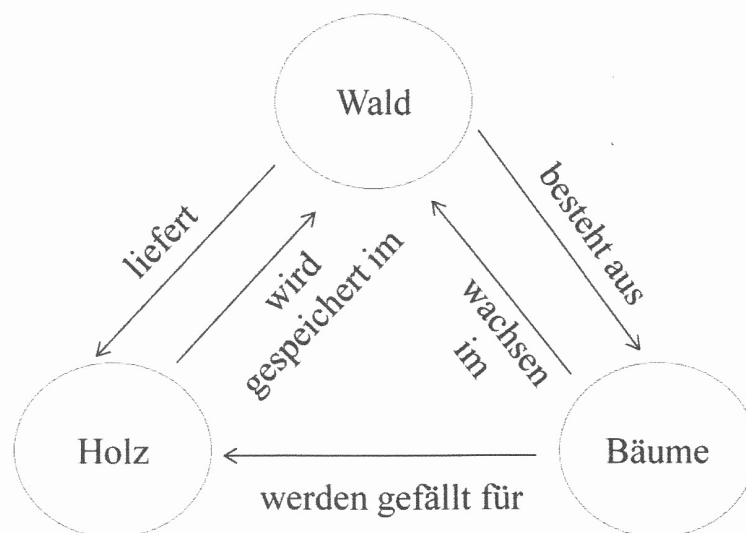 Wald
liefert
wird
gespeichert im
wachsen
im
besteht aus
Holz
Bäume
werden gefällt für